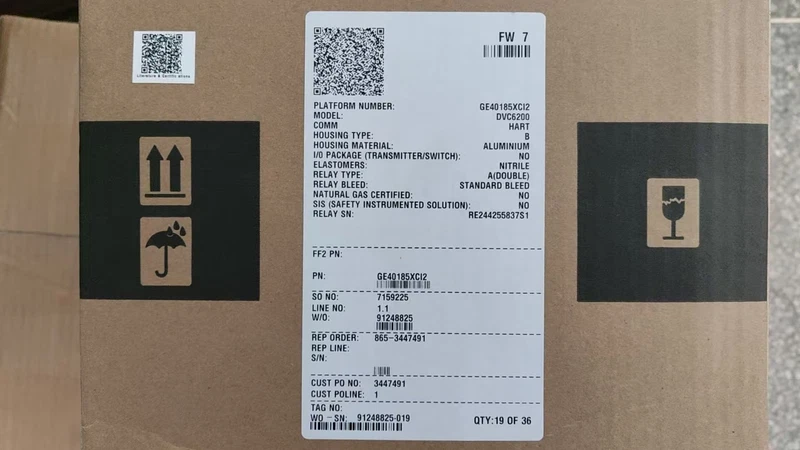 Literature & Certifications
FW 7
PLATFORM NUMBER: GE40185XCI2
MODEL: DVC6200
COMM HART
HOUSING TYPE: B
HOUSING MATERIAL: ALUMINIUM
I/O PACKAGE (TRANSMITTER/SWITCH): NO
ELASTOMERS: NITRILE
RELAY TYPE: A(DOUBLE)
RELAY BLEED: STANDARD BLEED
NATURAL GAS CERTIFIED: NO
SIS (SAFETY INSTRUMENTED SOLUTION): NO
RELAY SN: RE244255837S1
FF2 PN:
PN: GE40185XCI2
SO NO: 7159225
LINE NO: 1.1
W/O: 91248825
REP ORDER: 865-3447491
REP LINE:
S/N:
CUST PO NO: 3447491
CUST POLINE: 1
TAG NO:
WO - SN: 91248825-019 QTY:19 OF 36